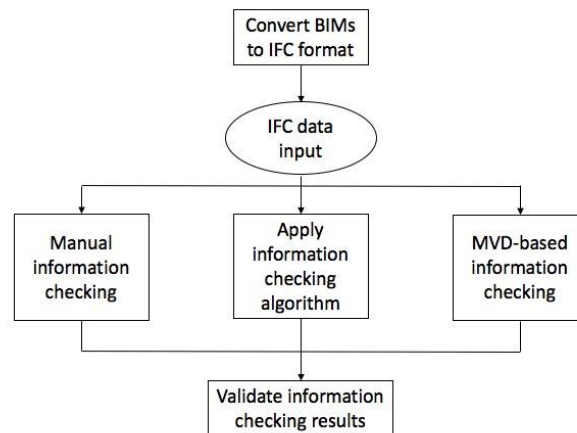 Convert BIMs
to IFC format
IFC data
input
Manual
information
checking
Apply
information
checking
algorithm
MVD-based
information
checking
Validate information
checking results